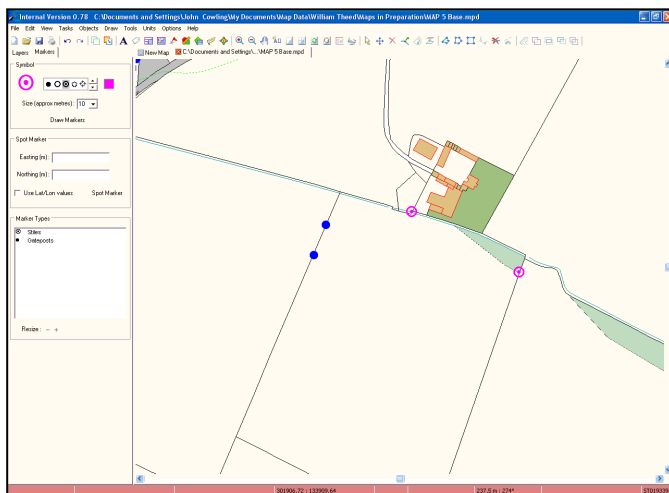 Internal Version 0.78 C:\Documents and Settings\John Cowling\My Documents\Map Data\William Theed\Maps in Preparation\MAP 5 Base.mpd
File Edit View Tasks Objects Draw Tools Units Options Help
Layers Markers
New Map C:\Documents and Settings\...\MAP 5 Base.mpd
Symbol
Size (approx metres): 10
Draw Markers
Spot Marker
Easting (m):
Northing (m):
Use Lat/Lon values Spot Marker
Marker Types
Stiles
Gateposts
Resize : - +
301906.72 : 133909.64 237.5 m : 274° ST019339